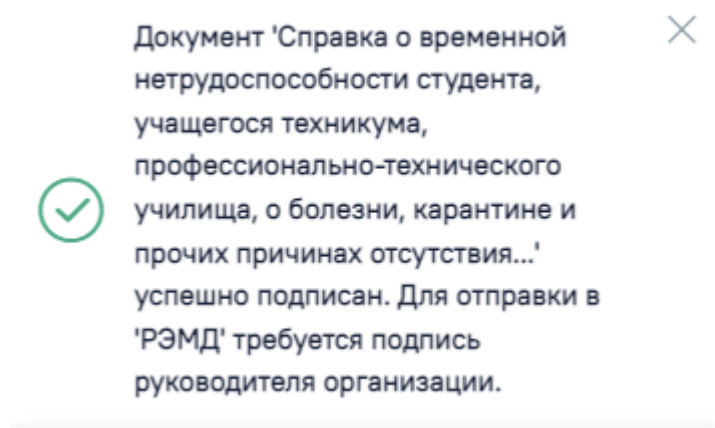 Документ 'Справка о временной
нетрудоспособности студента,
учащегося техникума,
профессионально-технического
училища, о болезни, карантине и
прочих причинах отсутствия...'
успешно подписан. Для отправки в
'РЭМД' требуется подпись
руководителя организации.